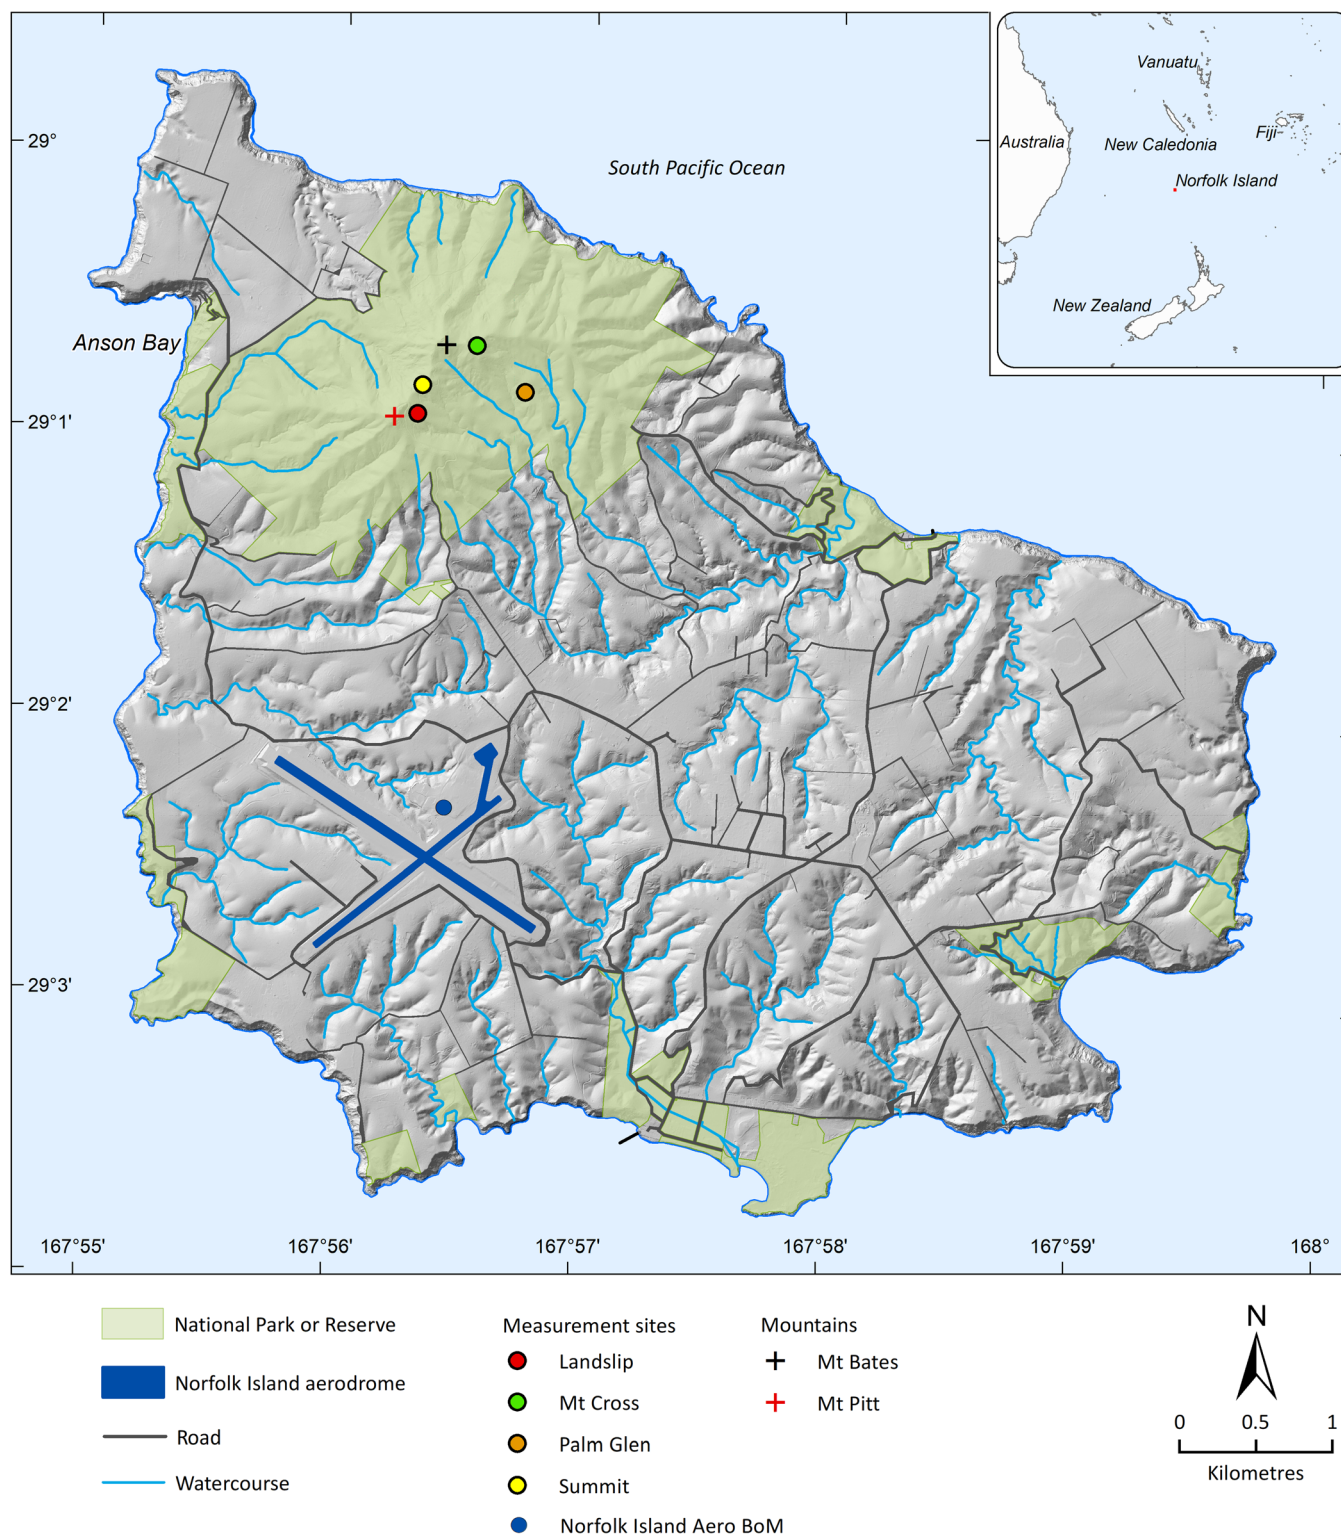 Vanuatu
Australia
New Caledonia
Fiji
Norfolk Island
New Zealand
South Pacific Ocean
Anson Bay
29°
29°1'
29°2'
29°3'
167°55'
167°56'
167°57'
167°58'
167°59'
168°
National Park or Reserve
Norfolk Island aerodrome
Road
Watercourse
Measurement sites
Landslip
Mt Cross
Palm Glen
Summit
Norfolk Island Aero BoM
Mountains
Mt Bates
Mt Pitt
N
0 0.5 1
Kilometres